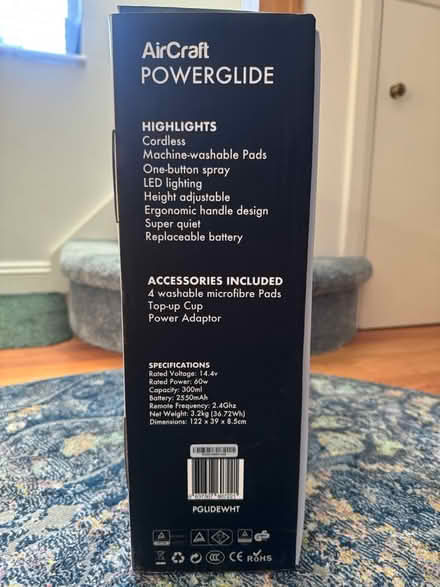 AirCraft
POWERGLIDE
HIGHLIGHTS
Cordless
Machine-washable Pads
One-button spray
LED lighting
Height adjustable
Ergonomic handle design
Super quiet
Replaceable battery
ACCESSORIES INCLUDED
4 washable microfibre Pads
Top-up Cup
Power Adaptor
SPECIFICATIONS
Rated Voltage: 14.4v
Rated Power: 60w
Capacity: 300ml
Battery: 2550mAh
Remote Frequency: 2.4Ghz
Net Weight: 3.2kg (36.72Wh)
Dimensions: 122 x 39 x 8.5cm
PGLIDEWHT
CE RoHS